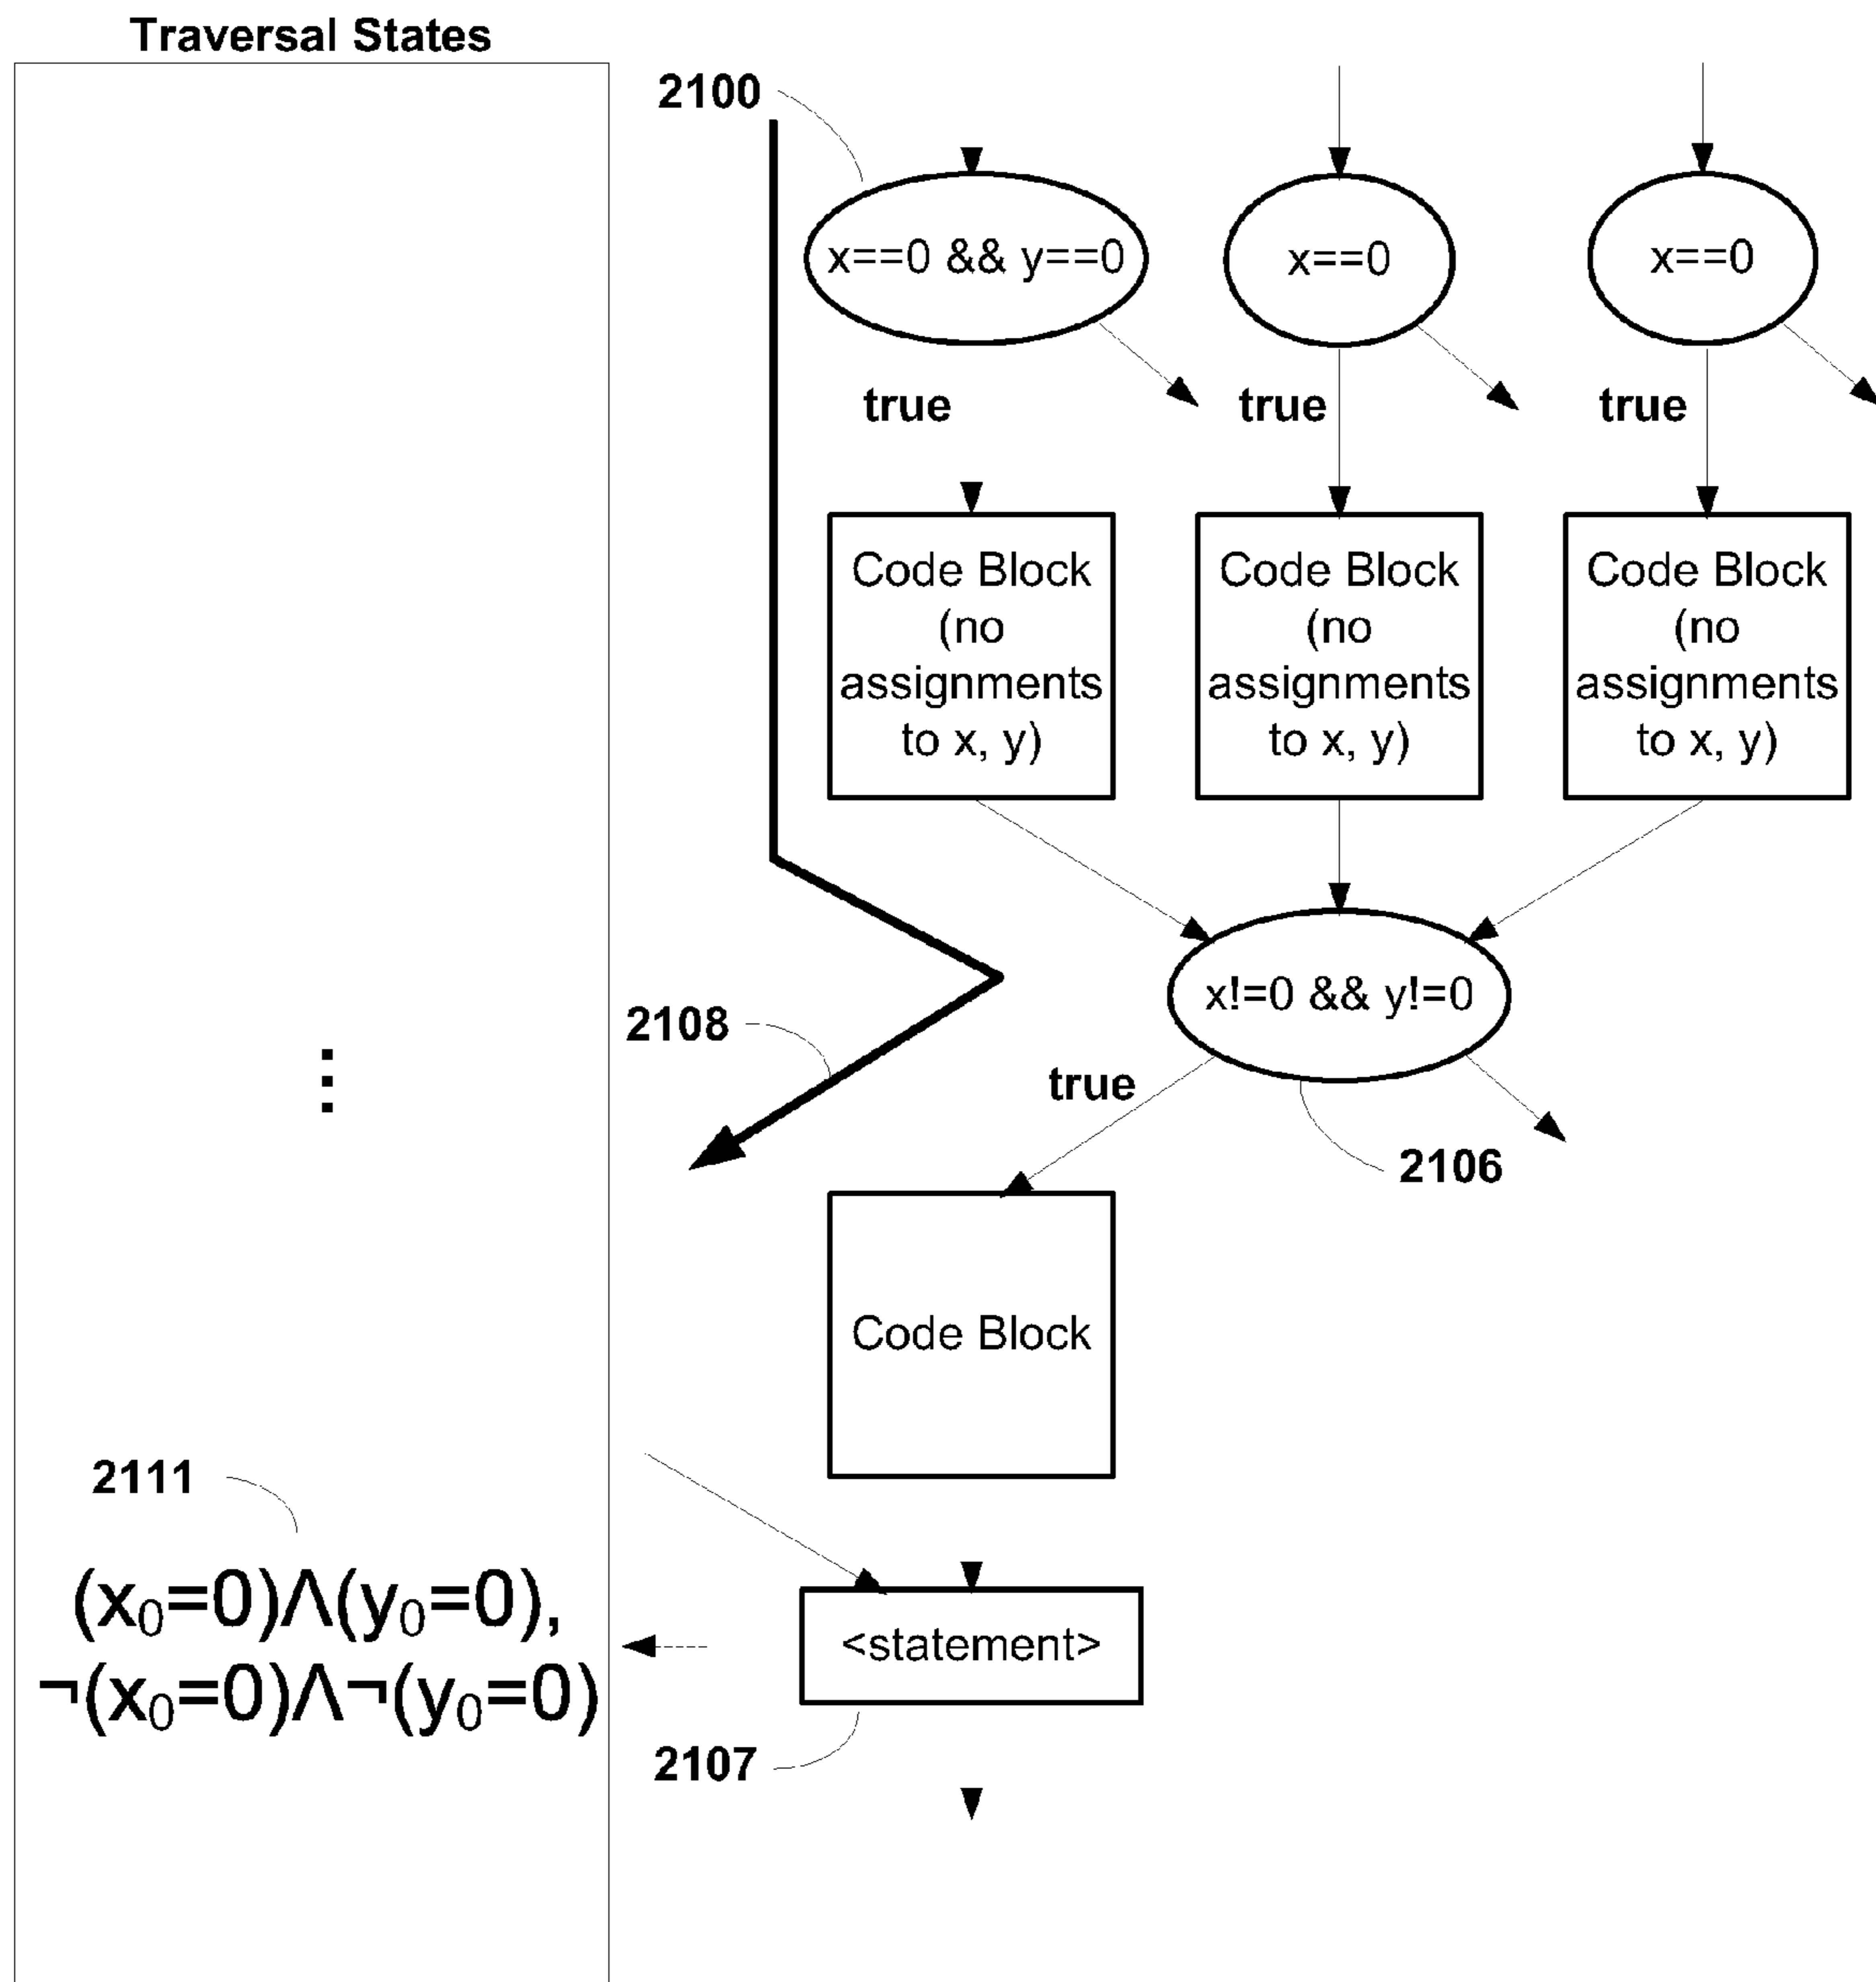 Traversal States
2100
x==0 && y==0
x==0
x==0
true
true
true
Code Block
(no
assignments
to x, y)
Code Block
(no
assignments
to x, y)
Code Block
(no
assignments
to x, y)
x!=0 && y!=0
2108
true
2106
Code Block
2111
(x₀=0)Λ(y₀=0),
¬(x₀=0)Λ¬(y₀=0)
<statement>
2107